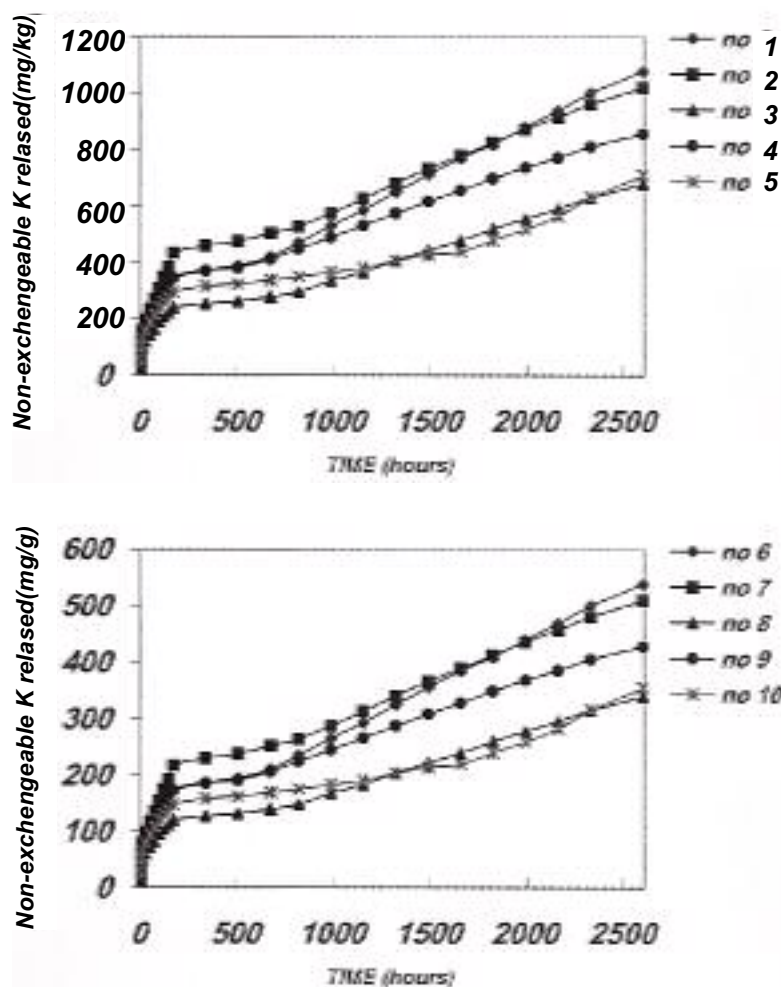 Non-exchengeable K relased(mg/kg)
1200
1000
800
600
400
200
0
0 500 1000 1500 2000 2500
TIME (hours)
no 1
no 2
no 3
no 4
no 5
Non-exchengeable K relased(mg/g)
600
500
400
300
200
100
0
0 500 1000 1500 2000 2500
TIME (hours)
no 6
no 7
no 8
no 9
no 10